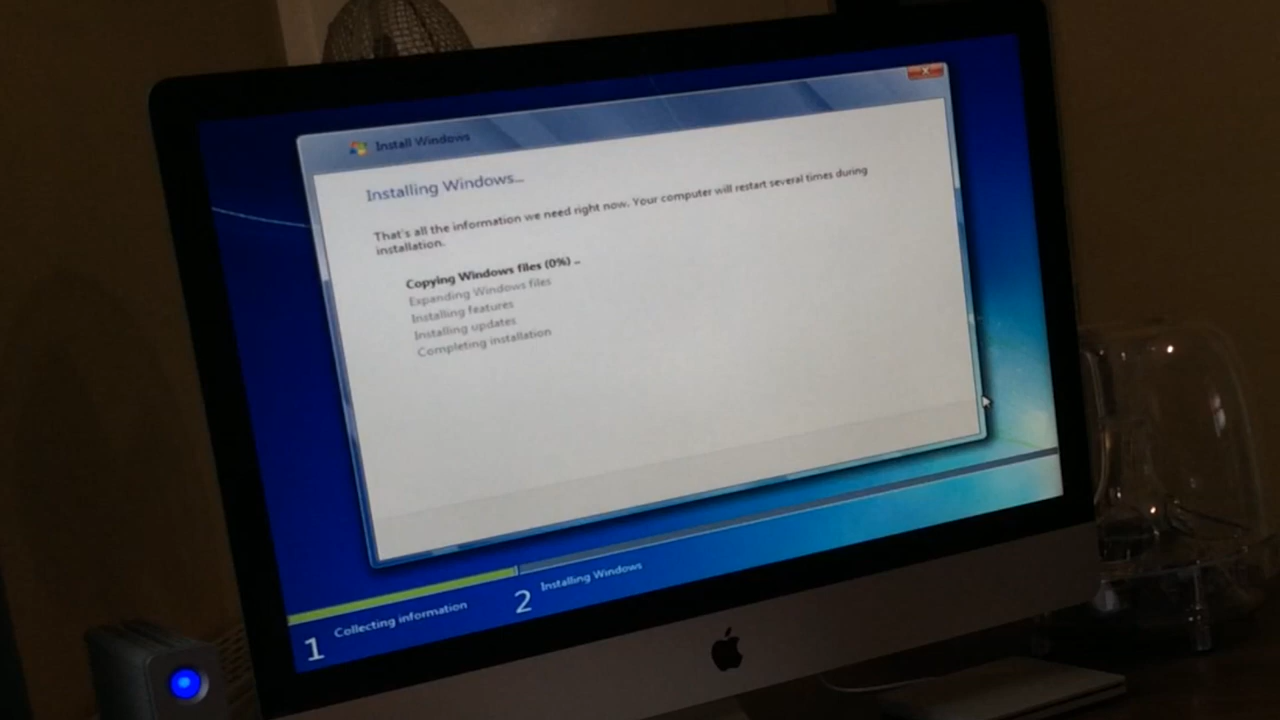 Install Windows
Installing Windows...
That's all the information we need right now. Your computer will restart several times during
installation.
Copying Windows files (0%) ...
Expanding Windows files
Installing features
Installing updates
Completing installation
1 Collecting information
2 Installing Windows